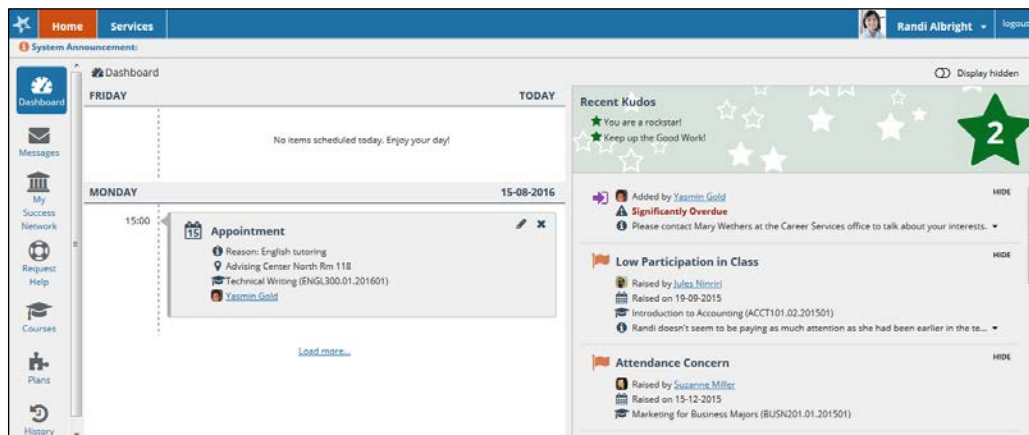 Home
Services
Randi Albright
logout
System Announcement:
Dashboard
Messages
My
Success
Network
Request
Help
Courses
Plans
History
Dashboard
Display hidden
FRIDAY
TODAY
No items scheduled today. Enjoy your day!
MONDAY
15-08-2016
15:00
15
Appointment
Reason: English tutoring
Advising Center North Rm 118
Technical Writing (ENGL300.01.201601)
Yasmin Gold
Load more...
Recent Kudos
You are a rockstar!
Keep up the Good Work!
2
Added by Yasmin Gold
HIDE
Significantly Overdue
Please contact Mary Wethers at the Career Services office to talk about your interests.
Low Participation in Class
HIDE
Raised by Jules Ninriri
Raised on 19-09-2015
Introduction to Accounting (ACCT101.02.201501)
Randi doesn't seem to be paying as much attention as she had been earlier in the te...
Attendance Concern
HIDE
Raised by Suzanne Miller
Raised on 15-12-2015
Marketing for Business Majors (BUSN201.01.201501)